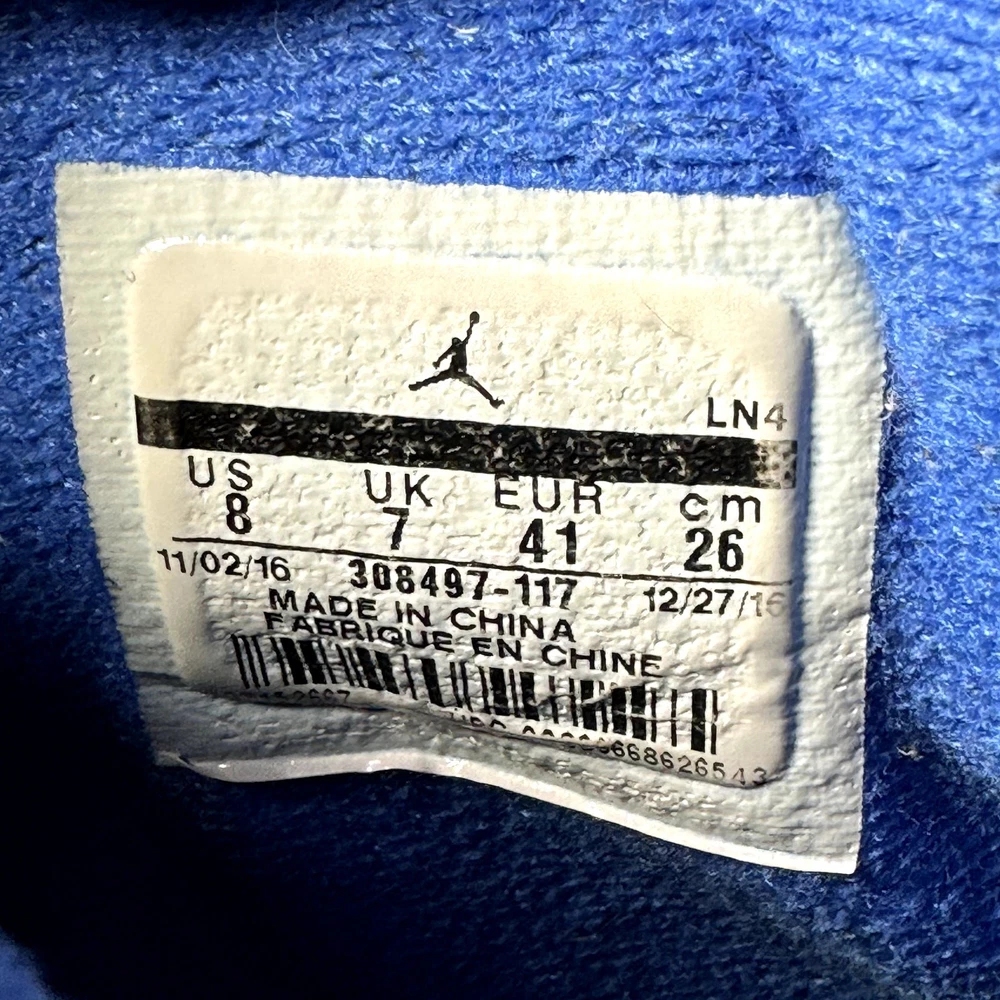 LN4
US UK EUR cm
8 7 41 26
11/02/16 308497-117 12/27/16
MADE IN CHINA
FABRIQUE EN CHINE